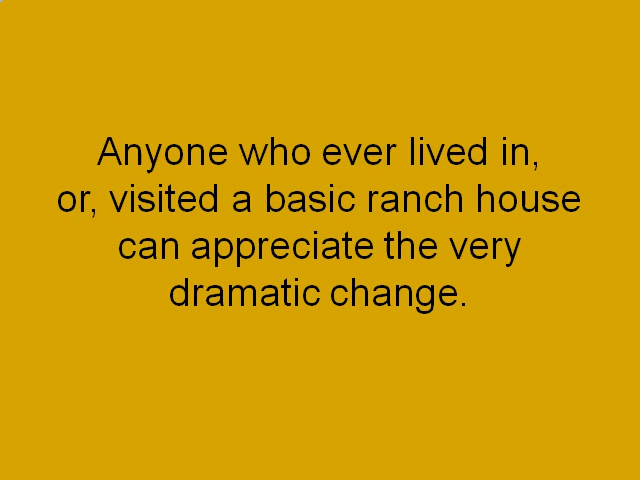 Anyone who ever lived in,
or, visited a basic ranch house
can appreciate the very
dramatic change.